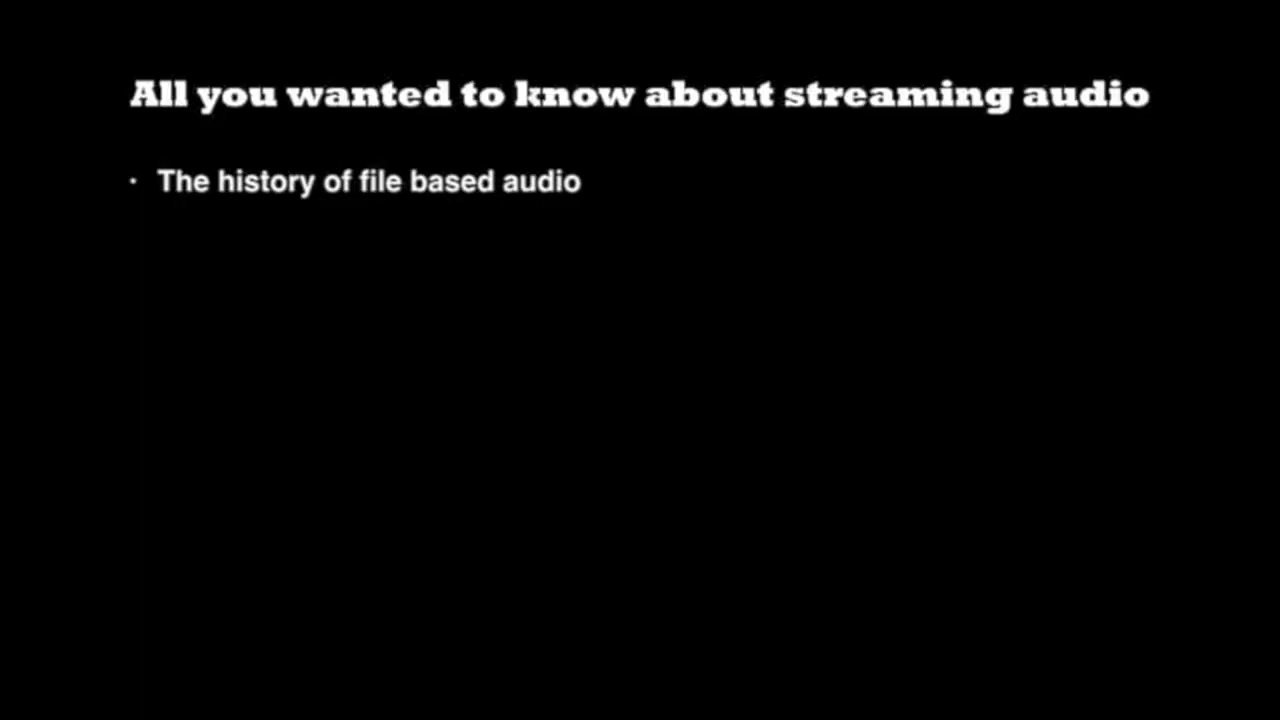 All you wanted to know about streaming audio
• The history of file based audio